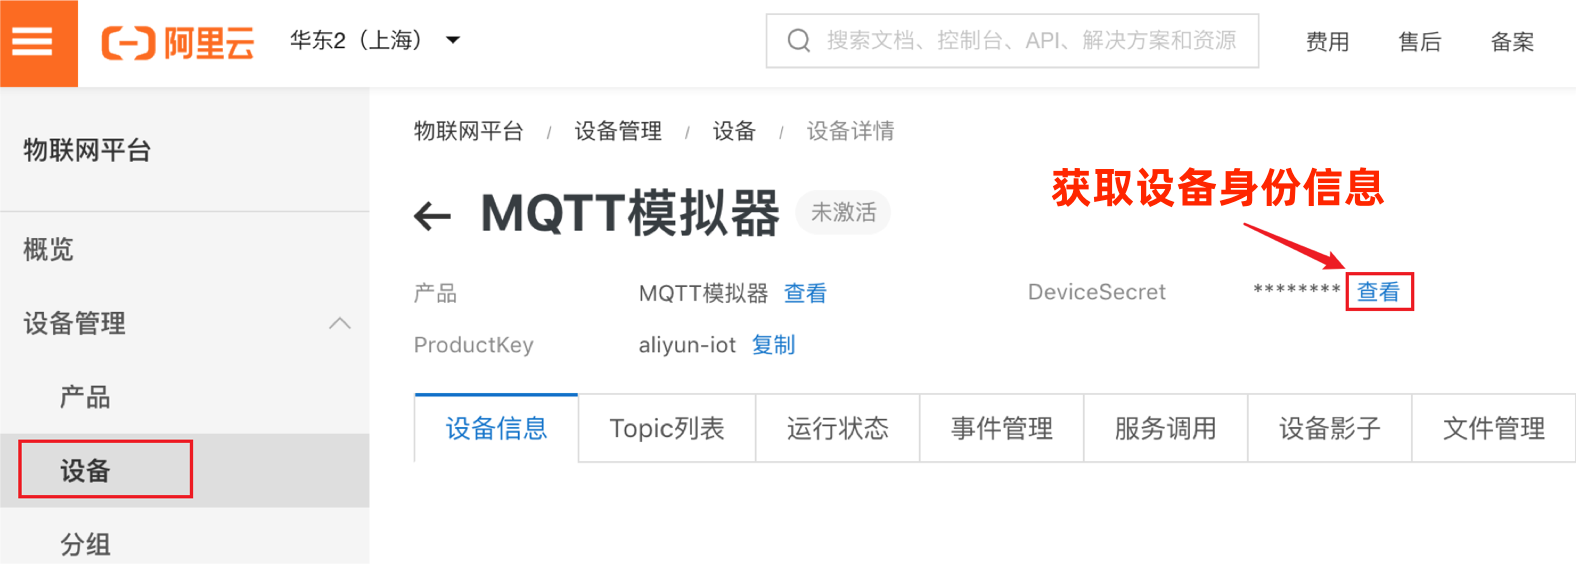 阿里云 华东2（上海） 搜索文档、控制台、API、解决方案和资源 费用 售后 备案
物联网平台
概览
设备管理
产品
设备
分组
物联网平台 / 设备管理 / 设备 / 设备详情
获取设备身份信息
MQTT模拟器 未激活
产品 MQTT模拟器 查看 DeviceSecret ******** 查看
ProductKey aliyun-iot 复制
设备信息 Topic列表 运行状态 事件管理 服务调用 设备影子 文件管理